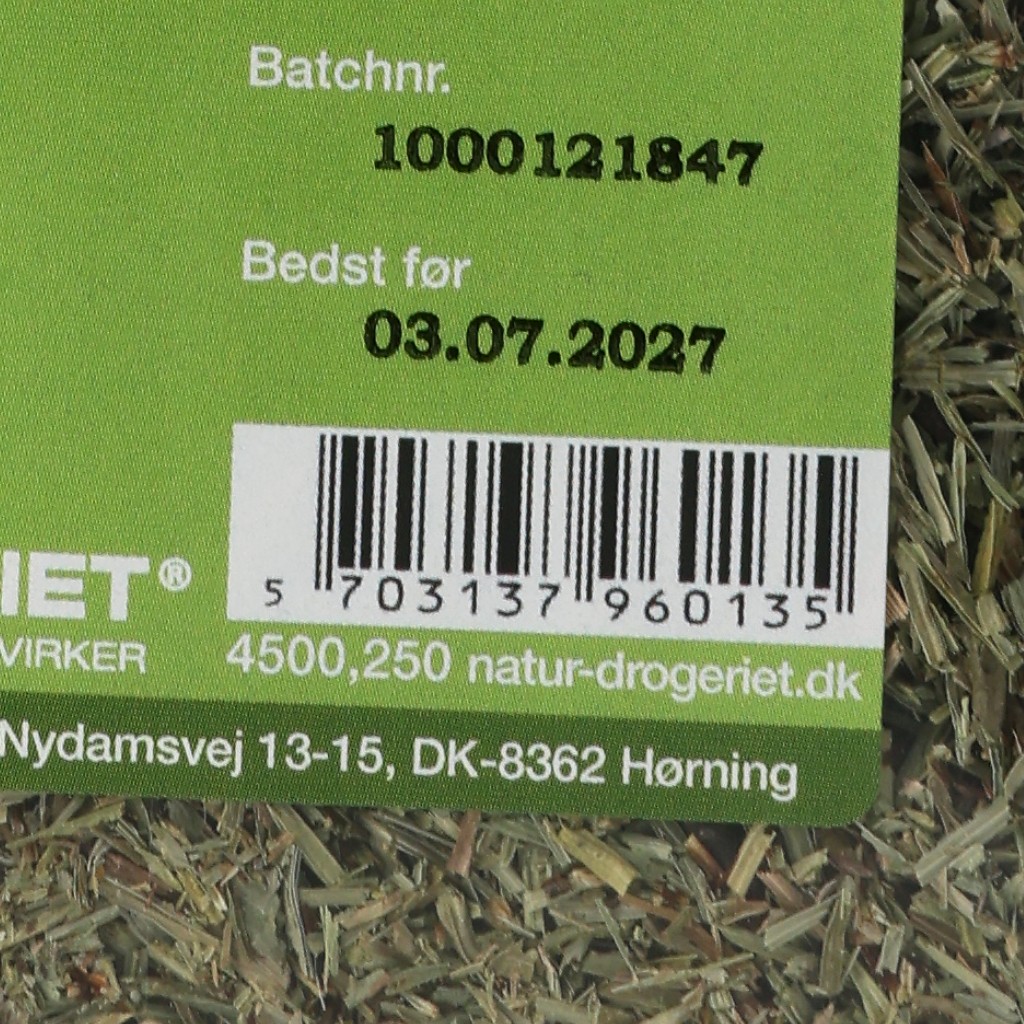 Batchnr.
1000121847
Bedst før
03.07.2027
5 703137 960135
IET®
VIRKER
4500,250 natur-drogeriet.dk
Nydamsvej 13-15, DK-8362 Hørning